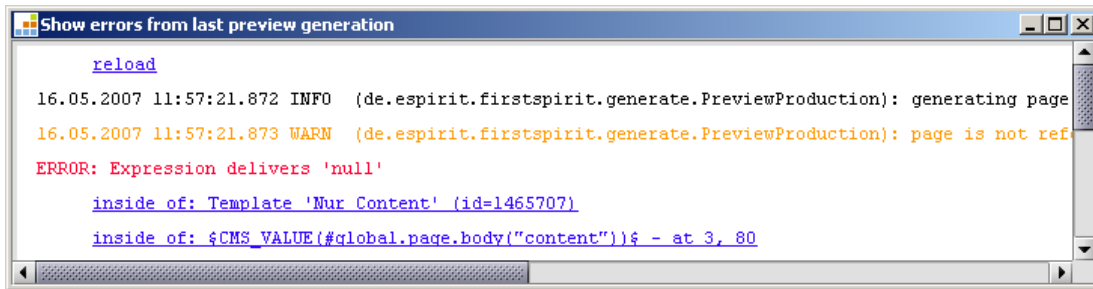 Show errors from last preview generation
reload
16.05.2007 11:57:21.872 INFO (de.espirit.firstspirit.generate.PreviewProduction): generating page
16.05.2007 11:57:21.873 WARN (de.espirit.firstspirit.generate.PreviewProduction): page is not
ERROR: Expression delivers 'null'
inside of: Template 'Nur Content' (id=1465707)
inside of: $CMS_VALUE(#global.page.body("content"))$ - at 3, 80